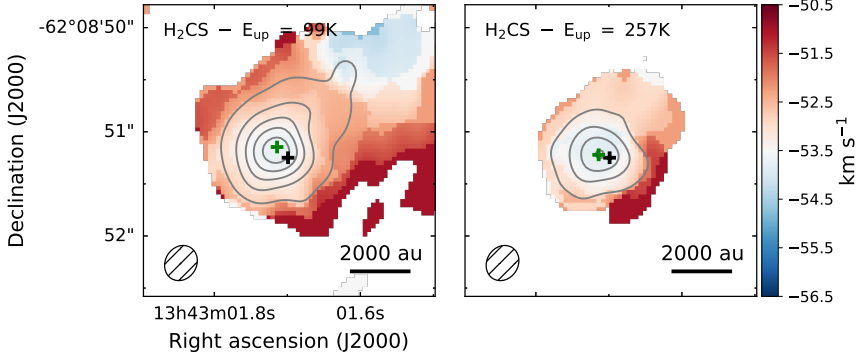 H₂CS − Eᵤₚ = 99K
H₂CS − Eᵤₚ = 257K
-62°08'50"
51"
52"
Declination (J2000)
2000 au
2000 au
13h43m01.8s
01.6s
Right ascension (J2000)
−50.5
−51.5
−52.5
−53.5
−54.5
−55.5
−56.5
km s⁻¹